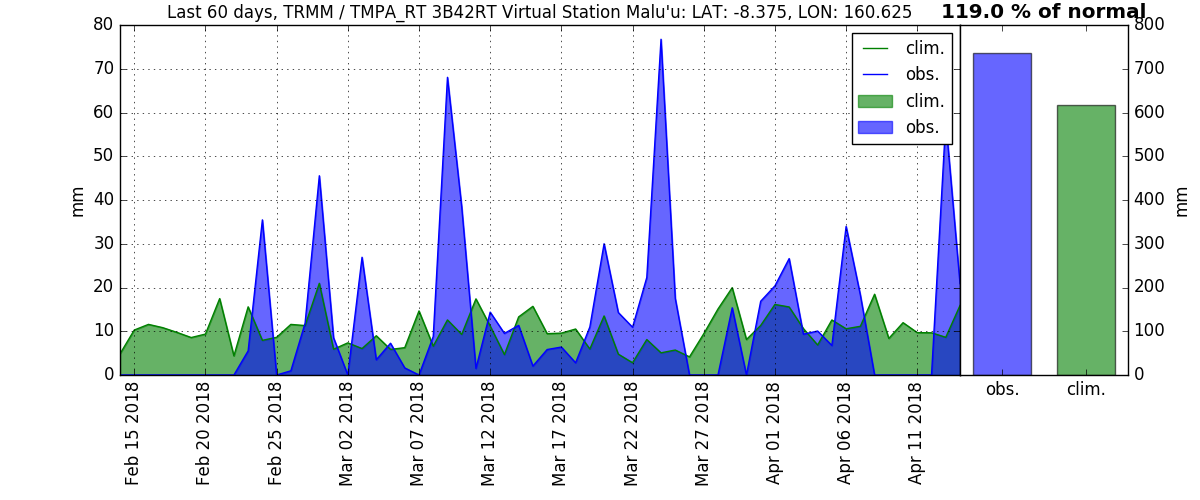 Last 60 days, TRMM / TMPA_RT 3B42RT Virtual Station Malu'u: LAT: -8.375, LON: 160.625
119.0 % of normal
80
70
60
50
40
30
20
10
0
mm
clim.
obs.
clim.
obs.
800
700
600
500
400
300
200
100
0
mm
Feb 15 2018
Feb 20 2018
Feb 25 2018
Mar 02 2018
Mar 07 2018
Mar 12 2018
Mar 17 2018
Mar 22 2018
Mar 27 2018
Apr 01 2018
Apr 06 2018
Apr 11 2018
obs.
clim.